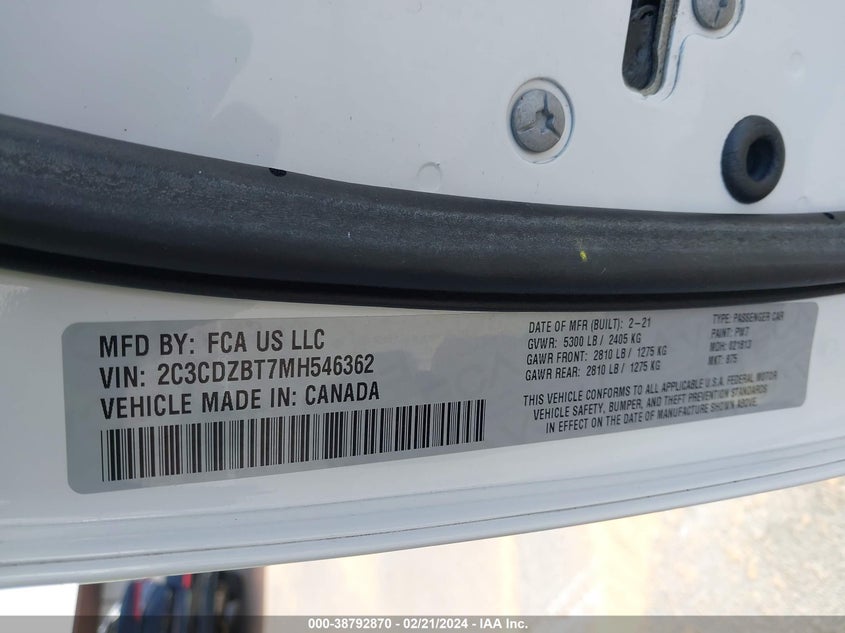 MFD BY: FCA US LLC
VIN: 2C3CDZBT7MH546362
VEHICLE MADE IN: CANADA
DATE OF MFR (BUILT): 2-21
GVWR: 5300 LB / 2405 KG
GAWR FRONT: 2810 LB / 1275 KG
GAWR REAR: 2810 LB / 1275 KG
TYPE: PASSENGER CAR
PAINT: PW7
MDH: 021813
MKT: 875
THIS VEHICLE CONFORMS TO ALL APPLICABLE U.S.A. FEDERAL MOTOR
VEHICLE SAFETY, BUMPER, AND THEFT PREVENTION STANDARDS
IN EFFECT ON THE DATE OF MANUFACTURE SHOWN ABOVE.
000-38792870 | 02/21/2024 - IAA Inc.